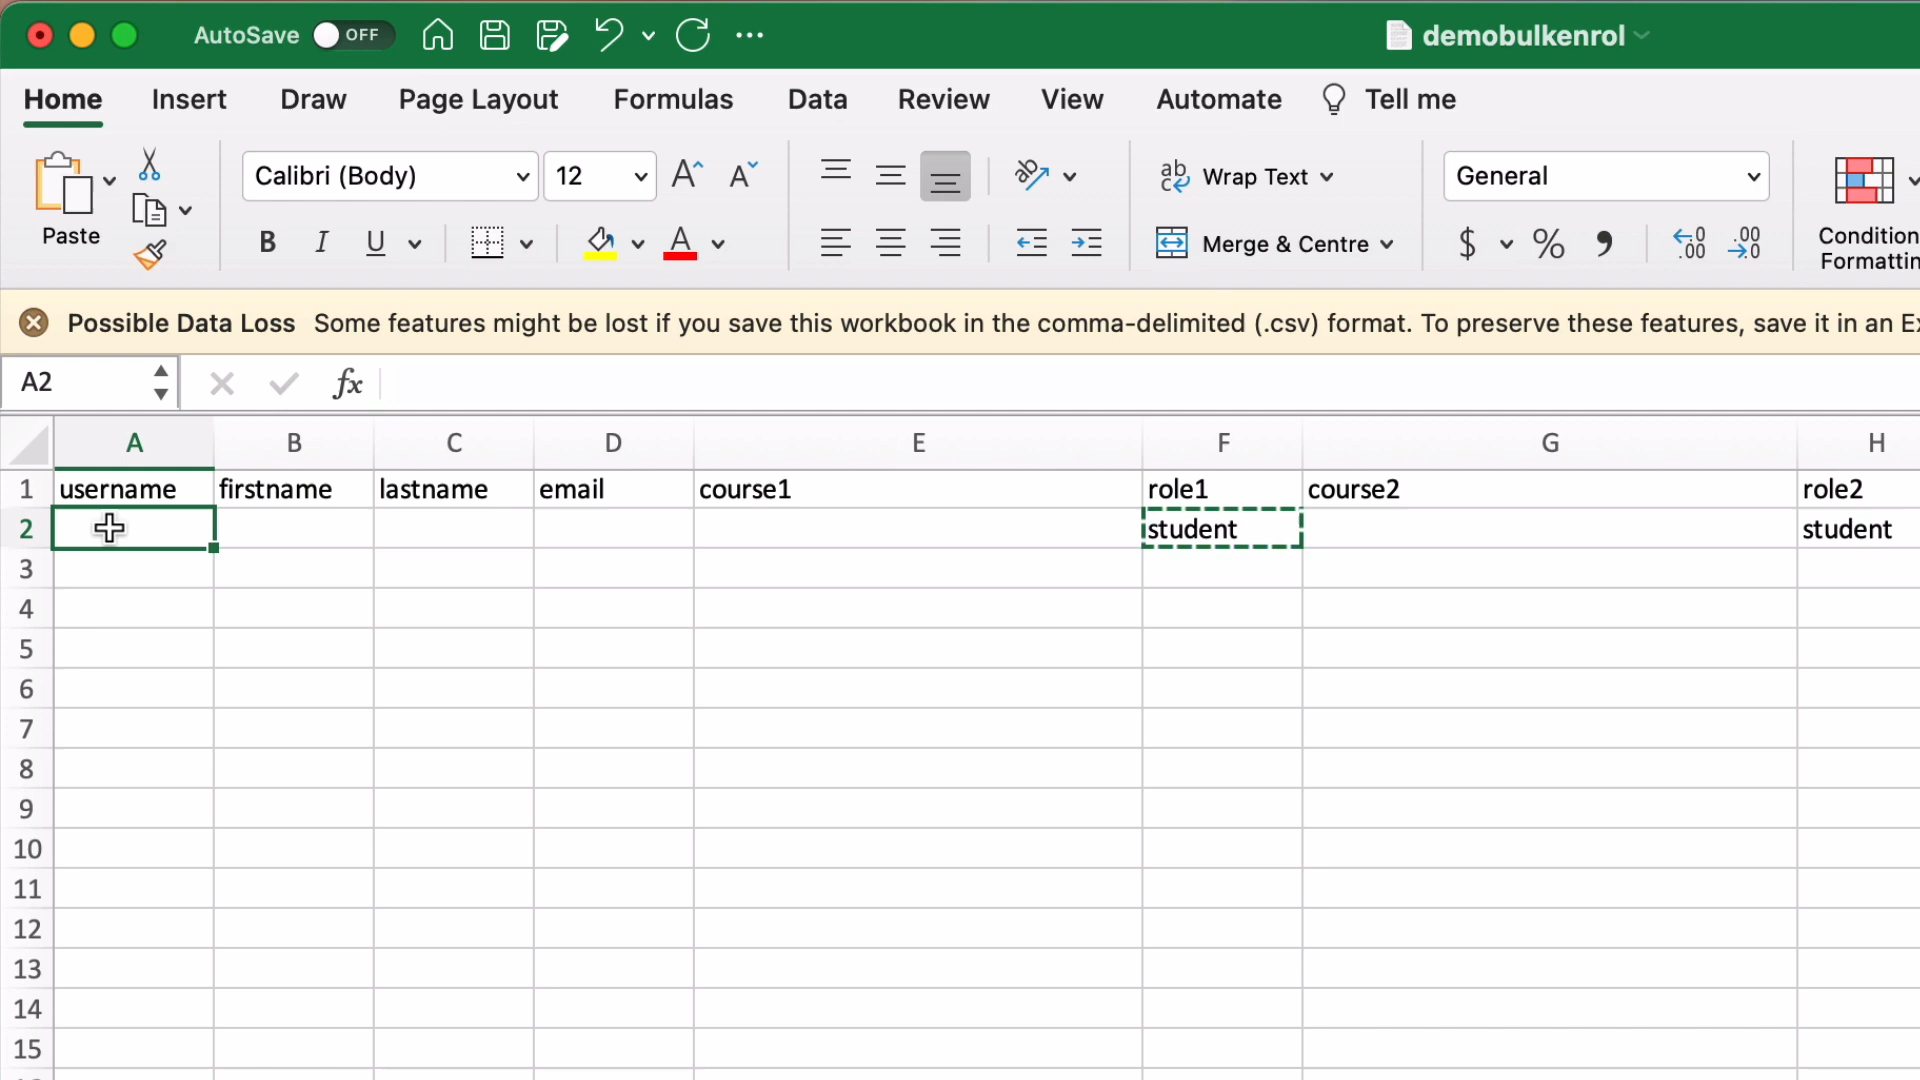 AutoSave OFF demobulkenrol
Home Insert Draw Page Layout Formulas Data Review View Automate Tell me
Paste Calibri (Body) 12 Wrap Text General
B I U A Merge & Centre $ % Condition
Formattin
Possible Data Loss Some features might be lost if you save this workbook in the comma-delimited (.csv) format. To preserve these features, save it in an Ex
A2 fx
A B C D E F G H
1 username firstname lastname email course1 role1 course2 role2
2 student student
3
4
5
6
7
8
9
10
11
12
13
14
15